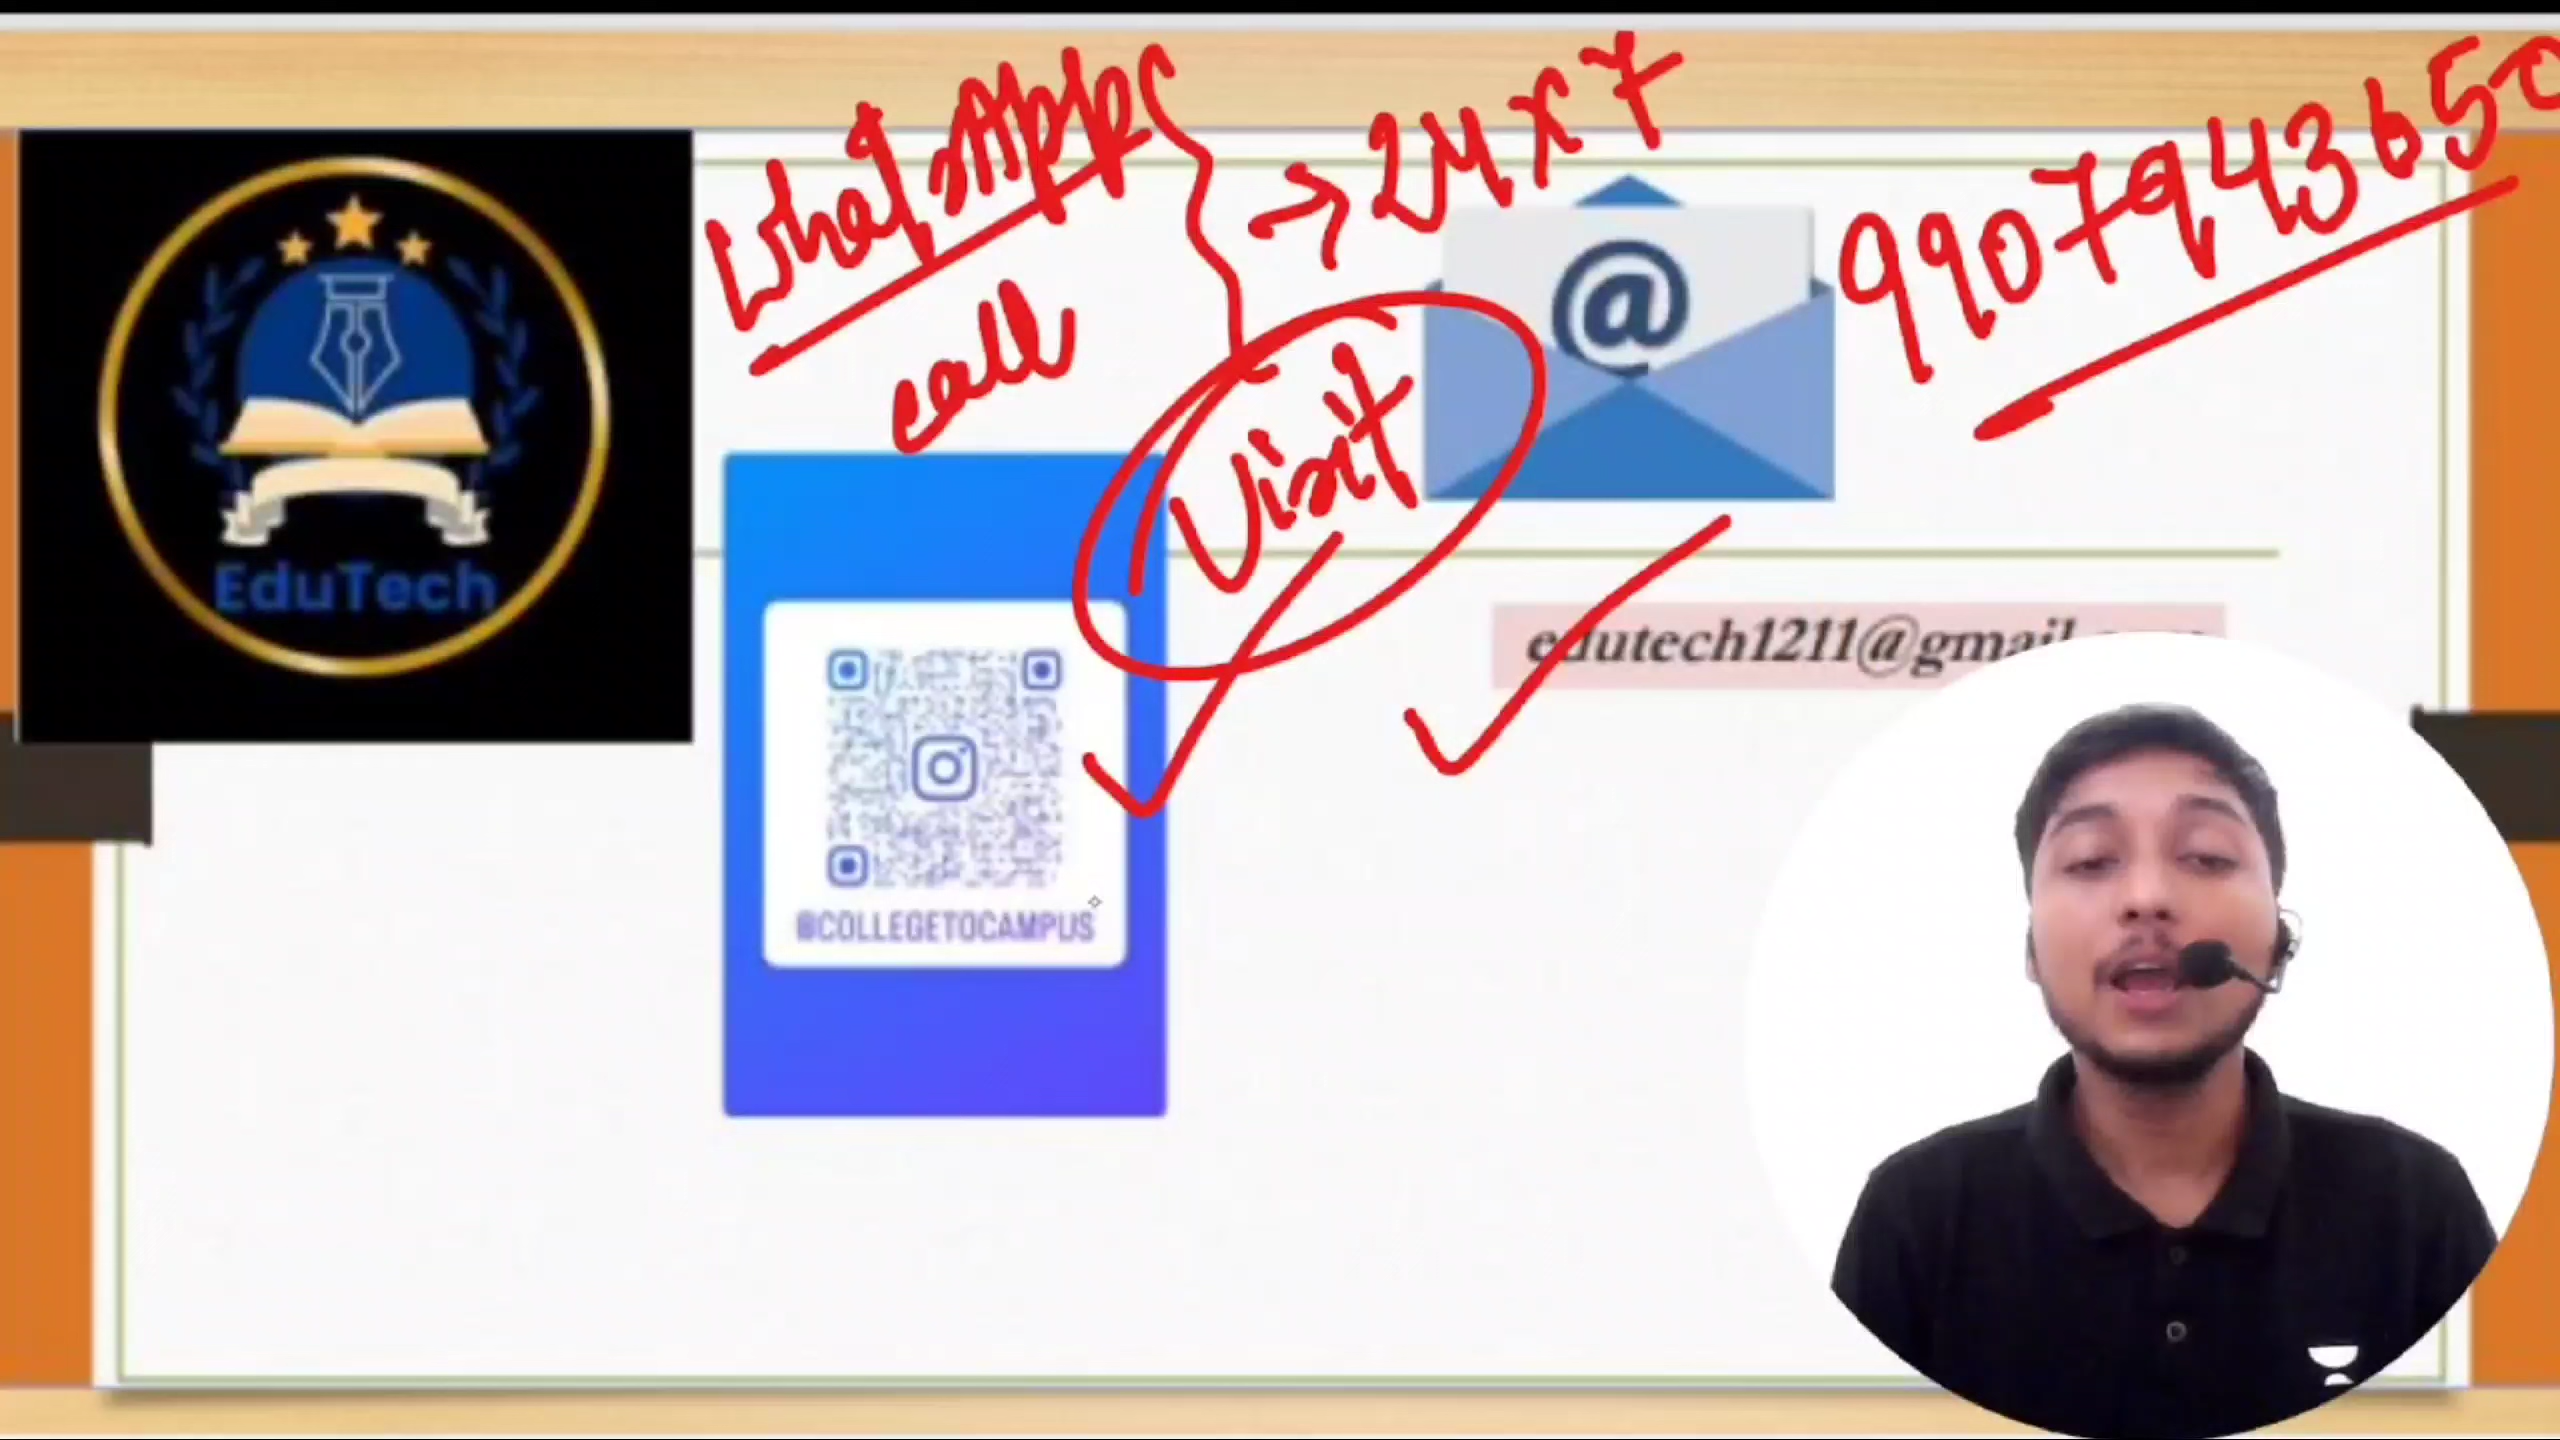 WhatsApp
call
→ 24x7
Visit
9907943650
EduTech
edutech1211@gmail
@COLLEGETOCAMPUS